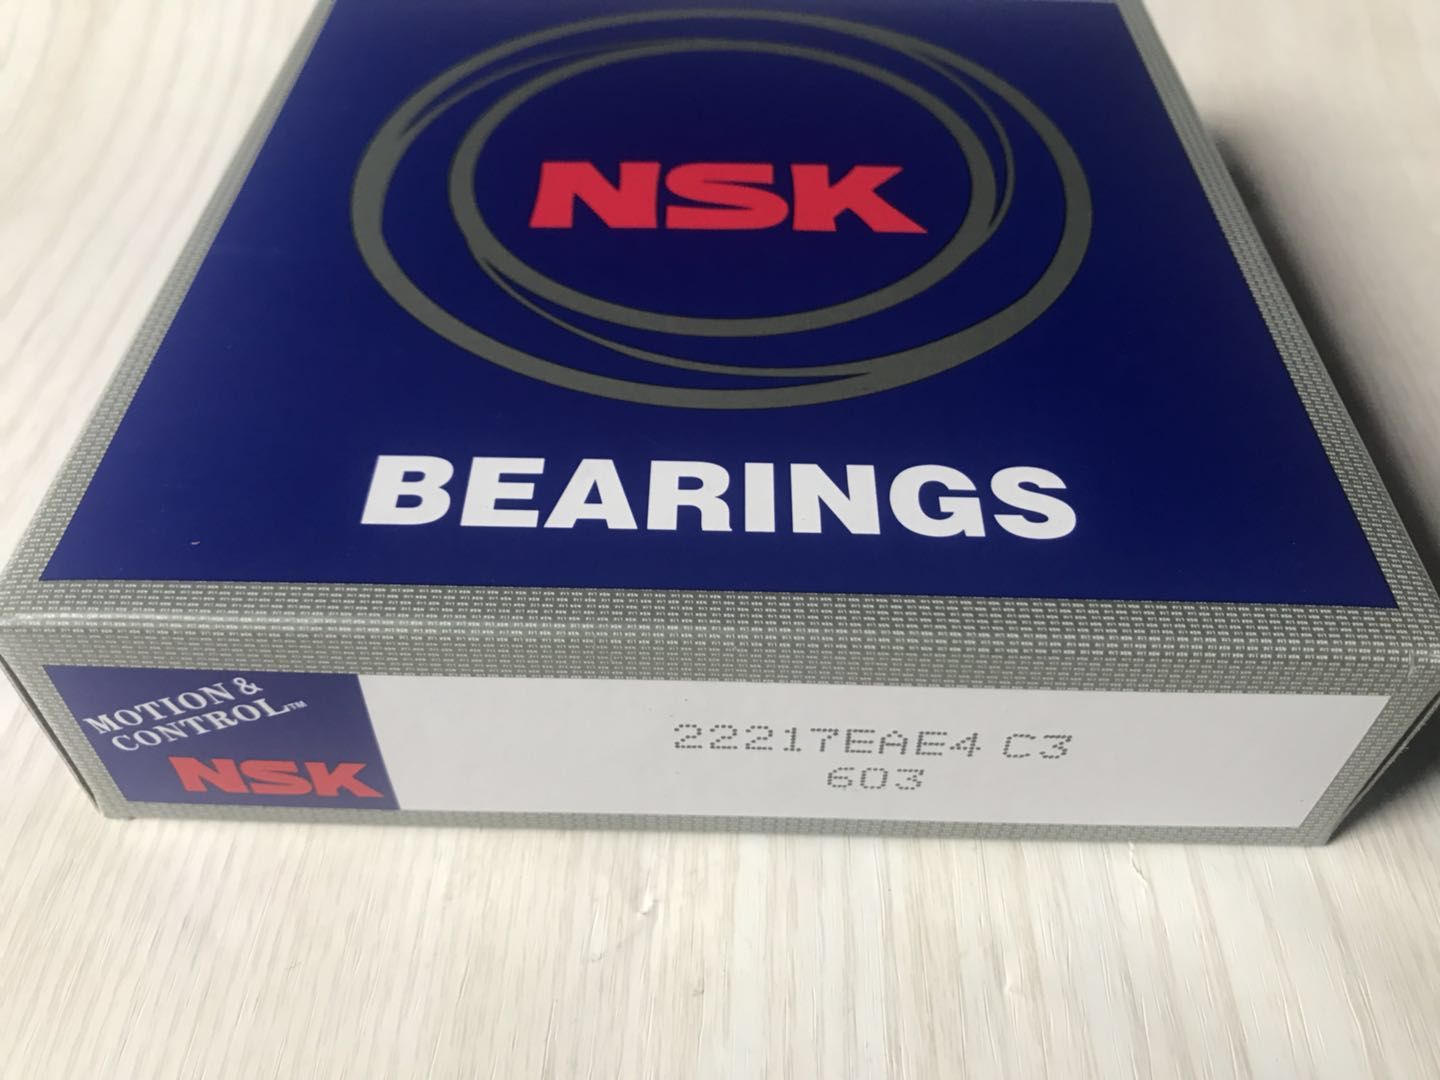 NSK
BEARINGS
MOTION &
CONTROL™
NSK
22217EAE4 C3
603